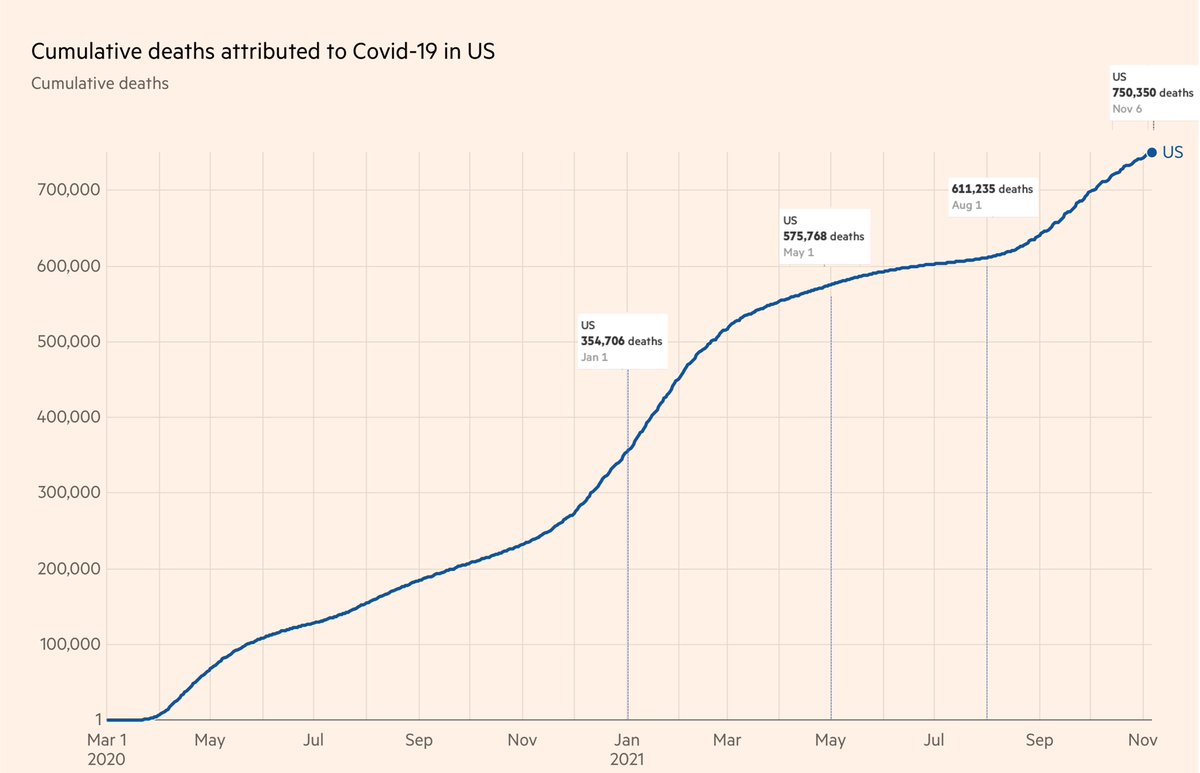 Cumulative deaths attributed to Covid-19 in US
Cumulative deaths
US
750,350 deaths
Nov 6
US
700,000
611,235 deaths
Aug 1
US
575,768 deaths
May 1
600,000
US
354,706 deaths
Jan 1
500,000
400,000
300,000
200,000
100,000
1
Mar 1 May Jul Sep Nov Jan Mar May Jul Sep Nov
2020 2021